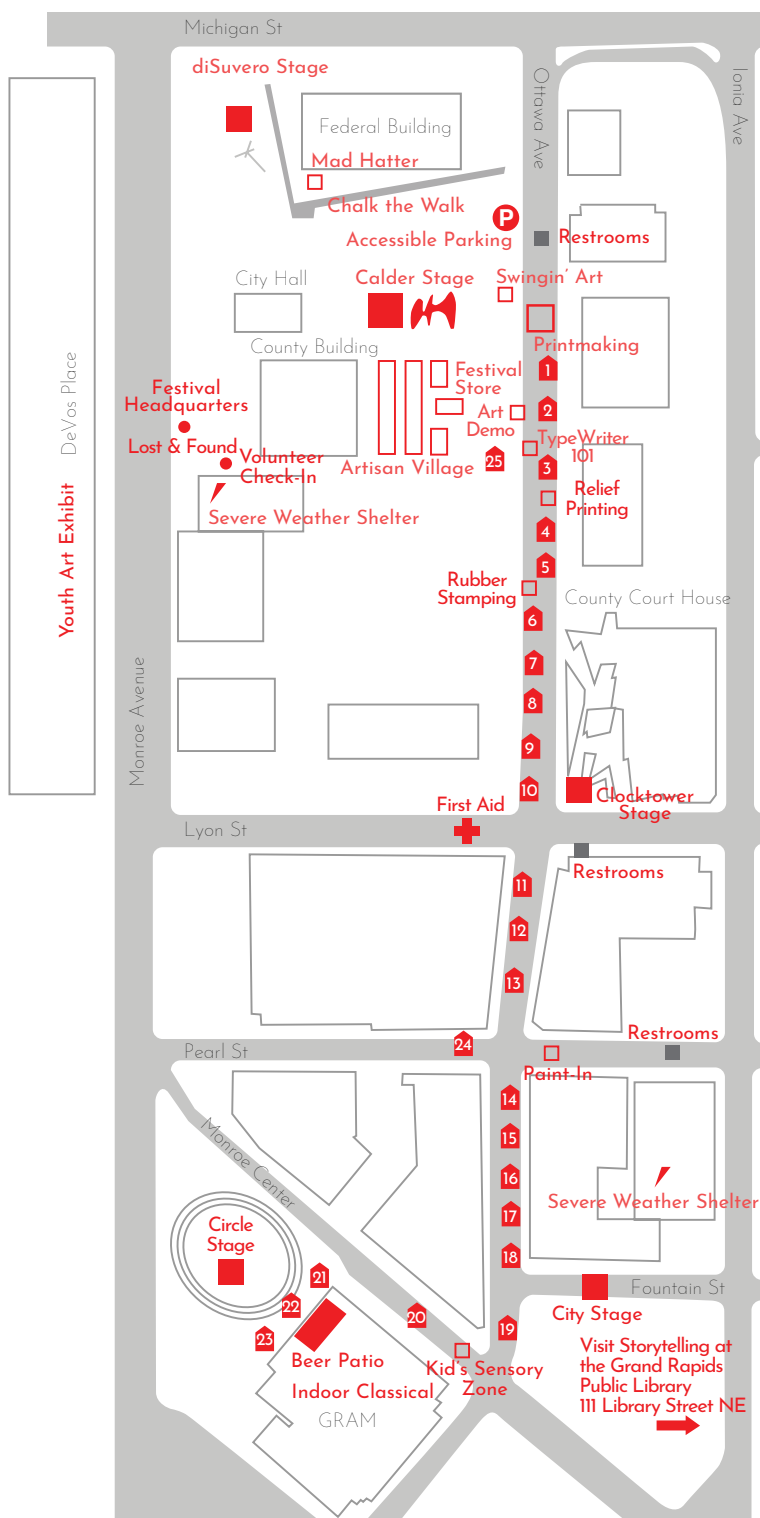 Michigan St
diSuvero Stage
Ottawa Ave
Ionia Ave
Federal Building
Mad Hatter
Chalk the Walk
P
Accessible Parking
Restrooms
City Hall
Calder Stage
Swingin' Art
County Building
Printmaking
1
Festival
Headquarters
Festival
Store
2
Art
Demo
Lost & Found
Volunteer
Check-In
TypeWriter
101
Artisan Village
25
3
DeVos Place
Youth Art Exhibit
Severe Weather Shelter
Relief
Printing
4
5
Rubber
Stamping
County Court House
6
7
8
Monroe Avenue
9
10
First Aid
Clocktower
Stage
Lyon St
Restrooms
11
12
13
Restrooms
24
Pearl St
Paint-In
14
15
16
17
18
Monroe Center
Severe Weather Shelter
Circle
Stage
21
22
23
20
19
Fountain St
City Stage
Beer Patio
Indoor Classical
GRAM
Kid's Sensory
Zone
Visit Storytelling at
the Grand Rapids
Public Library
111 Library Street NE